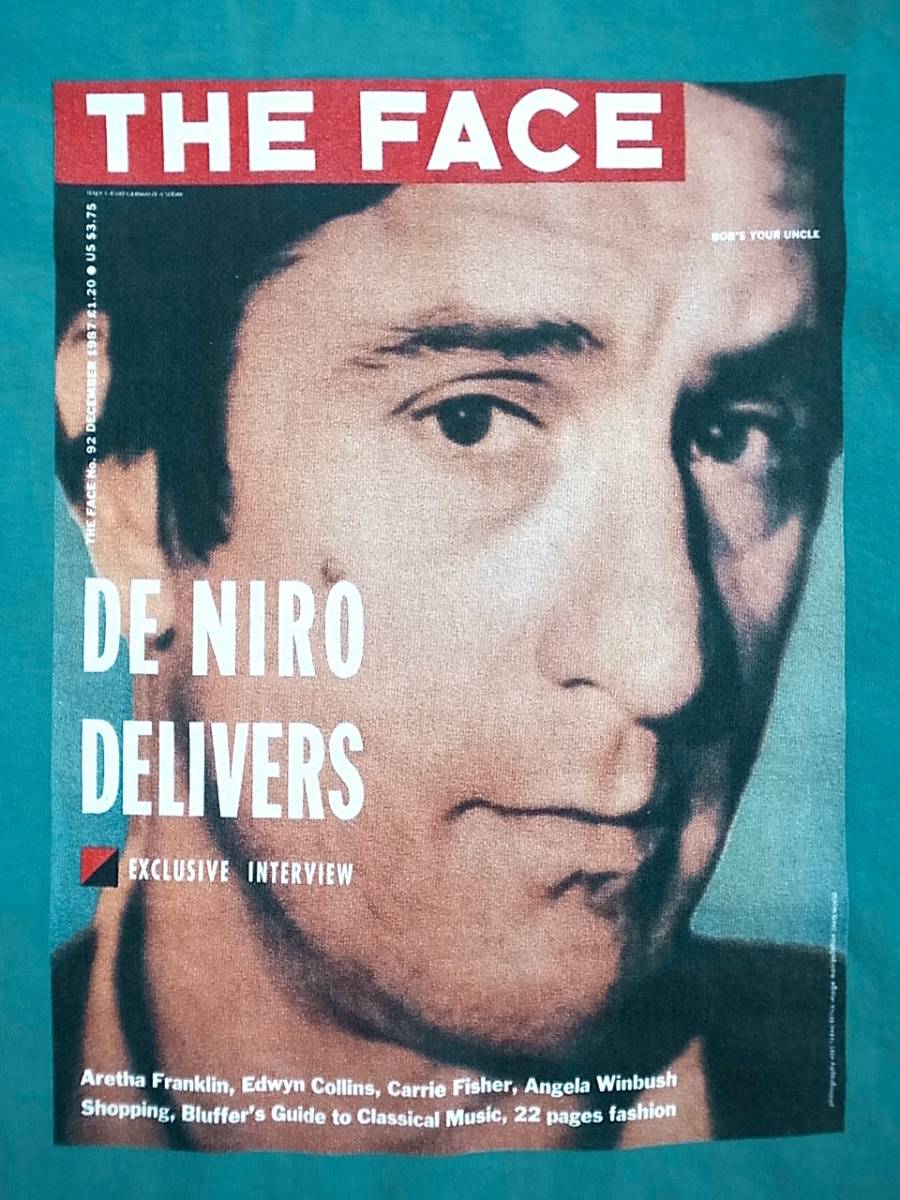 THE FACE
BOB'S YOUR UNCLE
THE FACE No. 92 DECEMBER 1987 £1.20 ● US $3.75
DE NIRO
DELIVERS
EXCLUSIVE INTERVIEW
Aretha Franklin, Edwyn Collins, Carrie Fisher, Angela Winbush
Shopping, Bluffer's Guide to Classical Music, 22 pages fashion